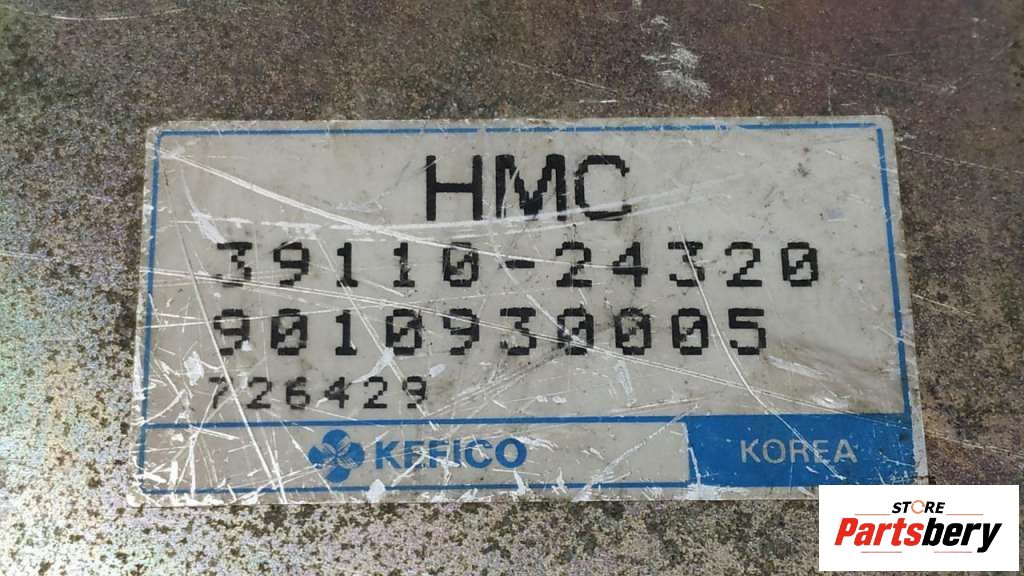 HMC
39110-24320
9010930005
726429
KEFICO
KOREA
STORE
Partsbery